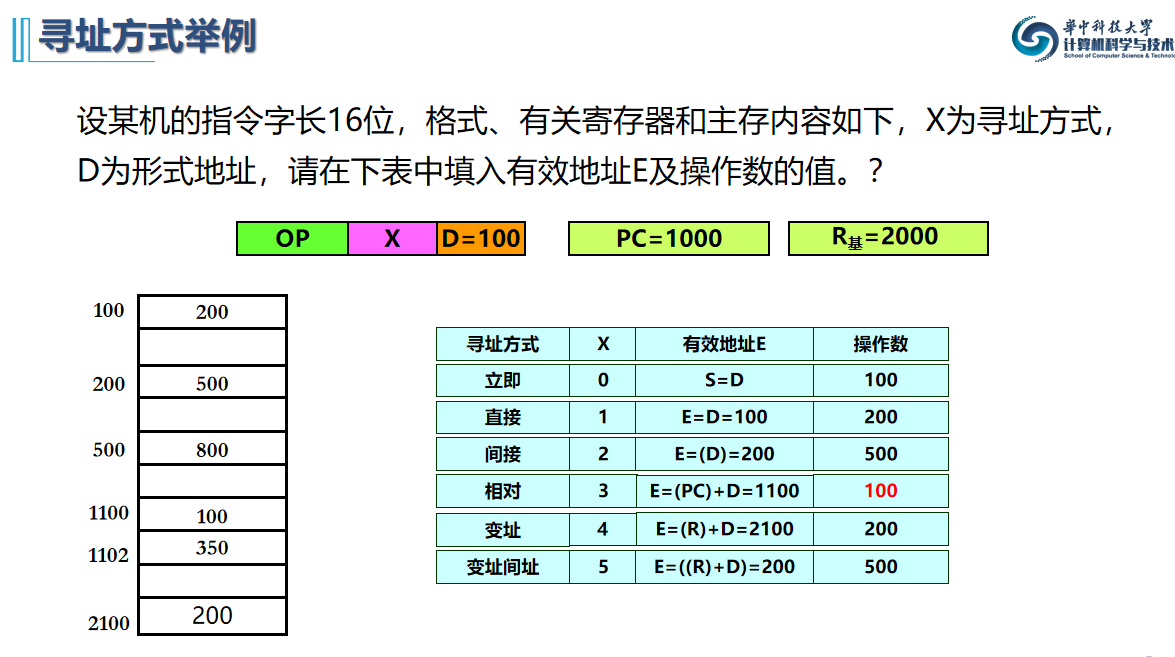 寻址方式举例
華中科技大学
计算机科学与技术
School of Computer Science & Technolo
设某机的指令字长16位，格式、有关寄存器和主存内容如下，X为寻址方式，
D为形式地址，请在下表中填入有效地址E及操作数的值。？
OP X D=100 PC=1000 R基=2000
100 200
200 500
500 800
1100 100
1102 350
2100 200
寻址方式 X 有效地址E 操作数
立即 0 S=D 100
直接 1 E=D=100 200
间接 2 E=(D)=200 500
相对 3 E=(PC)+D=1100 100
变址 4 E=(R)+D=2100 200
变址间址 5 E=((R)+D)=200 500